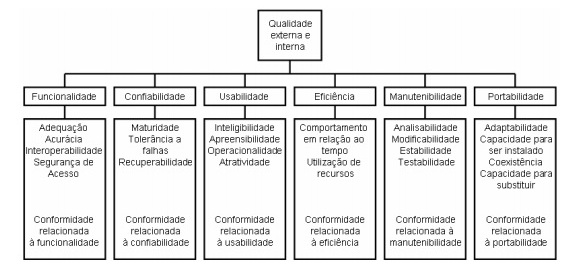 Qualidade
externa e
interna
Funcionalidade
Confiabilidade
Usabilidade
Eficiência
Manutenibilidade
Portabilidade
Adequação
Acurácia
Interoperabilidade
Segurança de
Acesso
Conformidade
relacionada
à funcionalidade
Maturidade
Tolerância a
falhas
Recuperabilidade
Conformidade
relacionada
à confiabilidade
Inteligibilidade
Apreensibilidade
Operacionalidade
Atratividade
Conformidade
relacionada
à usabilidade
Comportamento
em relação ao
tempo
Utilização de
recursos
Conformidade
relacionada
à eficiência
Analisabilidade
Modificabilidade
Estabilidade
Testabilidade
Conformidade
relacionada à
manutenibilidade
Adaptabilidade
Capacidade para
ser instalado
Coexistência
Capacidade para
substituir
Conformidade
relacionada
à portabilidade